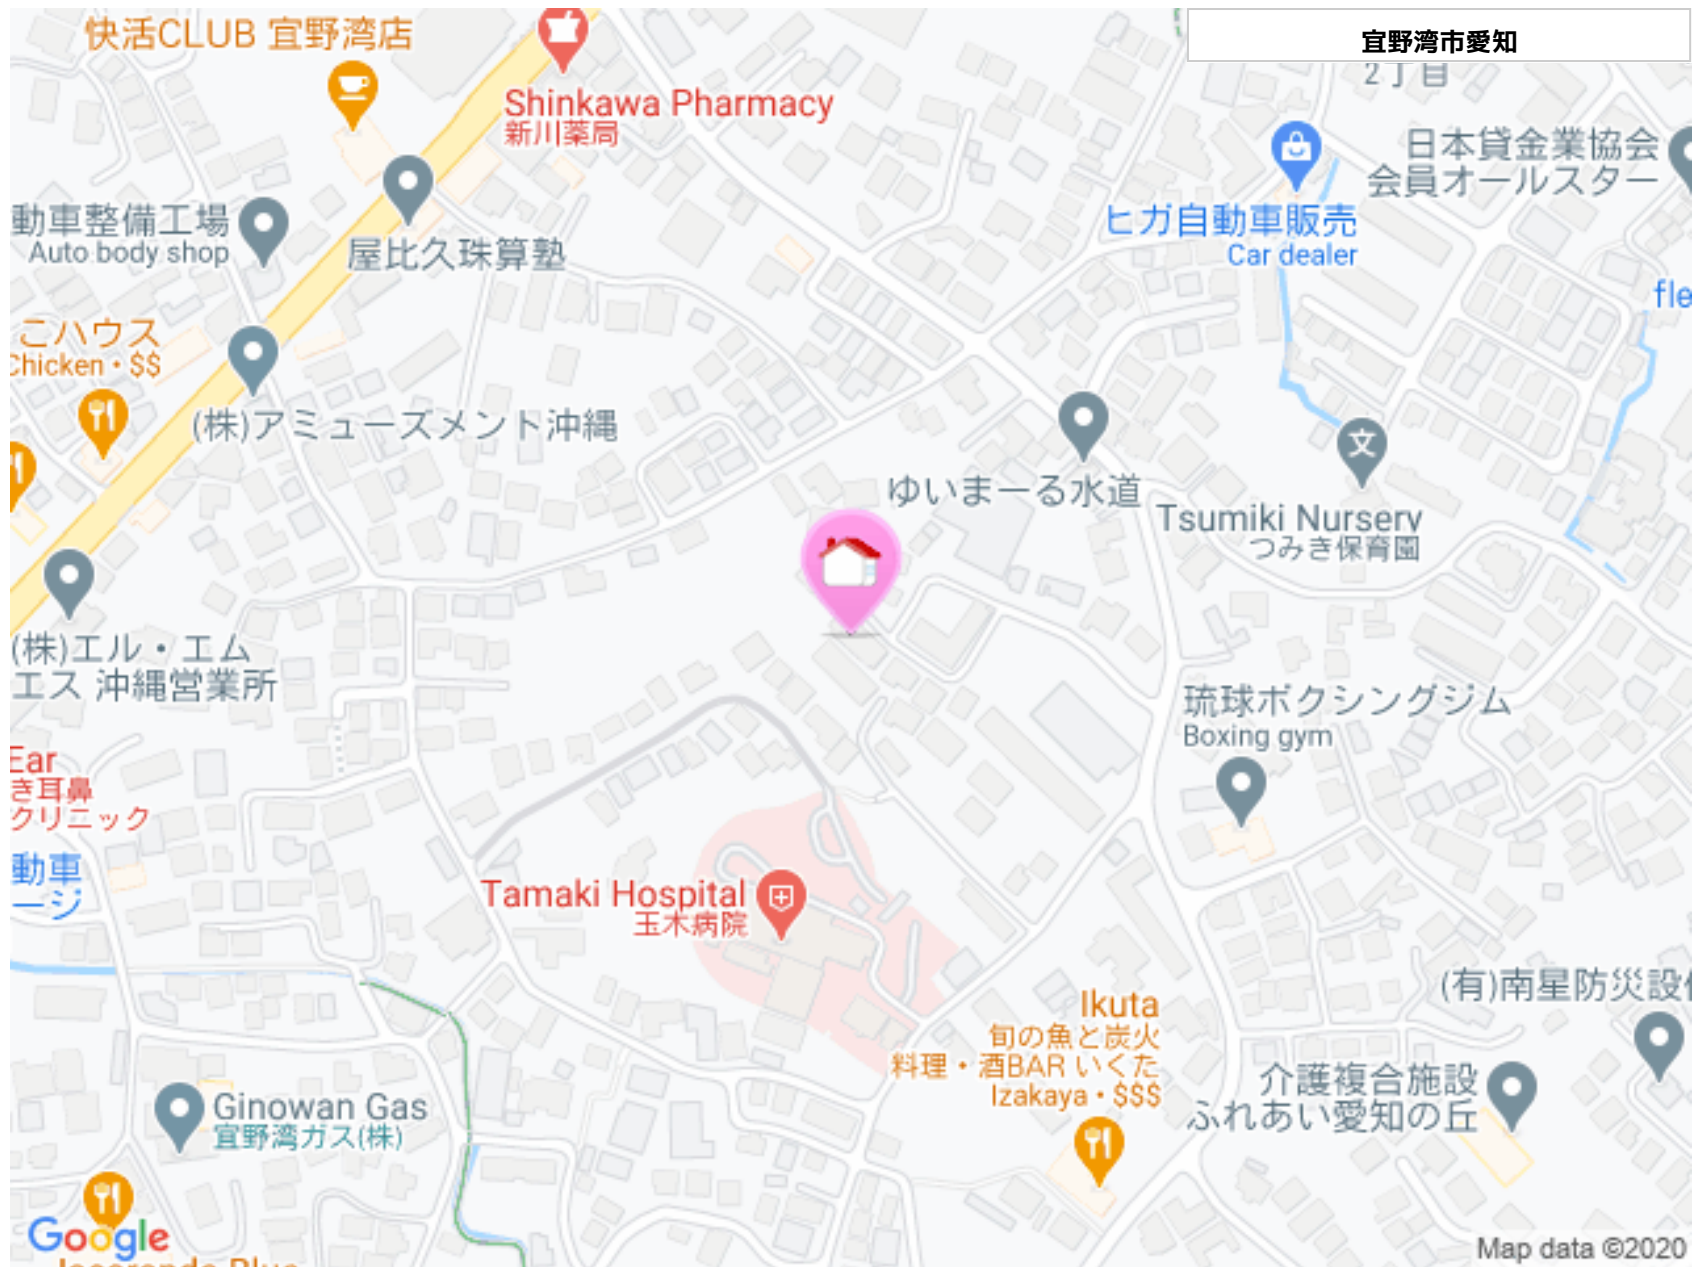 快活CLUB 宜野湾店
宜野湾市愛知
2丁目
Shinkawa Pharmacy
新川薬局
日本貸金業協会
会員オールスター
動車整備工場
Auto body shop
屋比久珠算塾
ヒガ自動車販売
Car dealer
fle
こハウス
Chicken・$$
(株)アミューズメント沖縄
文
ゆいまーる水道
Tsumiki Nursery
つみき保育園
(株)エル・エム
エス 沖縄営業所
琉球ボクシングジム
Boxing gym
Ear
き耳鼻
クリニック
動車
ージ
Tamaki Hospital
玉木病院
(有)南星防災設
Ikuta
旬の魚と炭火
料理・酒BAR いくた
Izakaya・$$$
介護複合施設
ふれあい愛知の丘
Ginowan Gas
宜野湾ガス(株)
Google
Map data ©2020